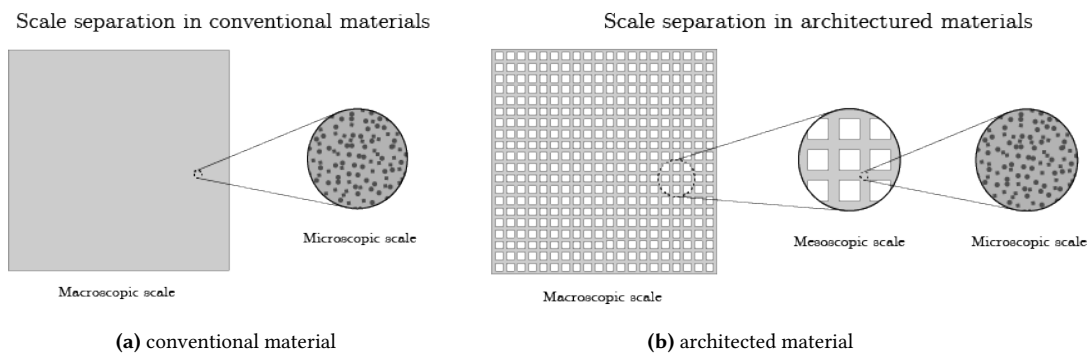 Scale separation in conventional materials
Scale separation in architectured materials
Microscopic scale
Macroscopic scale
Mesoscopic scale
Microscopic scale
Macroscopic scale
(a) conventional material
(b) architected material